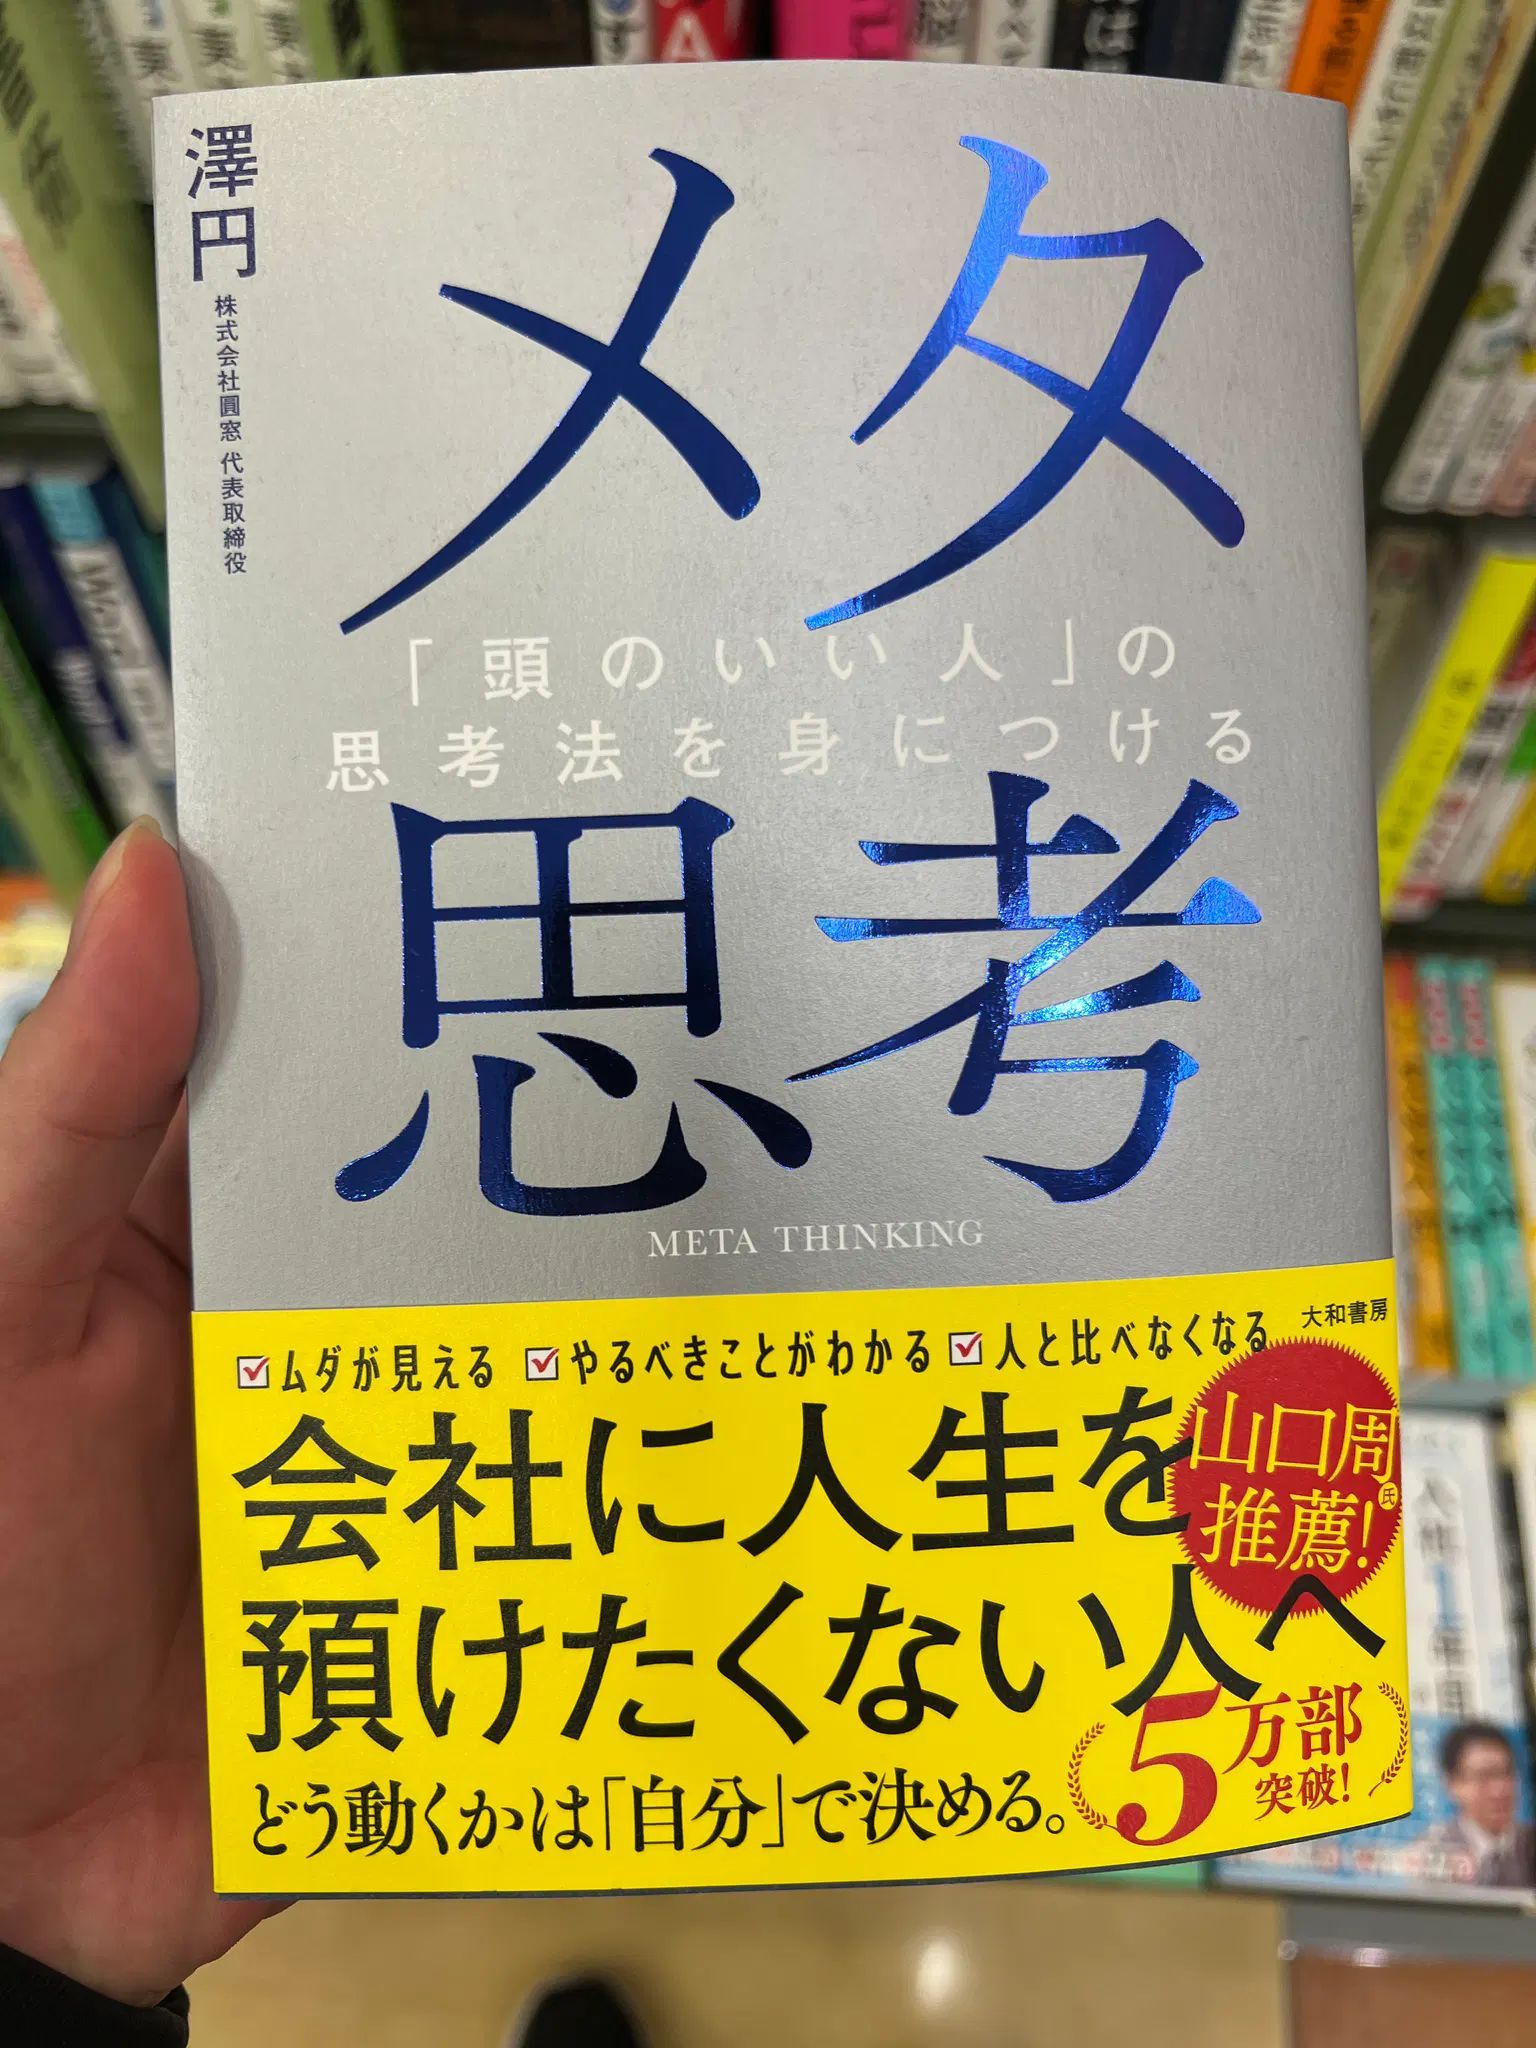 澤円
株式会社圓窓 代表取締役
メタ
「頭のいい人」の
思考法を身につける
思考
META THINKING
大和書房
ムダが見える
やるべきことがわかる
人と比べなくなる
会社に人生を
預けたくない人へ
山口周氏
推薦！
どう動くかは「自分」で決める。
5万部
突破！